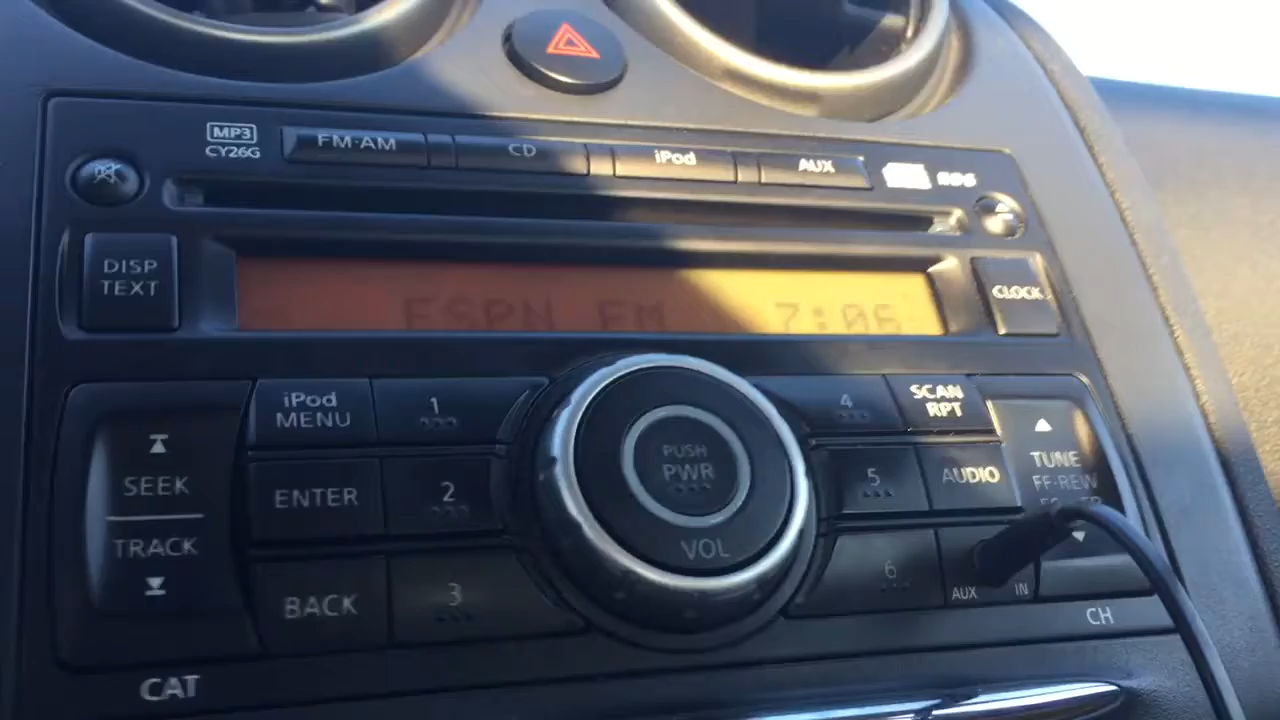 MP3
CY26G
FM·AM
CD
iPod
AUX
RDS
DISP
TEXT
ESPN FM 7:06
CLOCK
iPod
MENU
1
4
SCAN
RPT
SEEK
TRACK
ENTER
2
PUSH
PWR
VOL
5
AUDIO
TUNE
FF·REW
BACK
3
6
AUX IN
CH
CAT